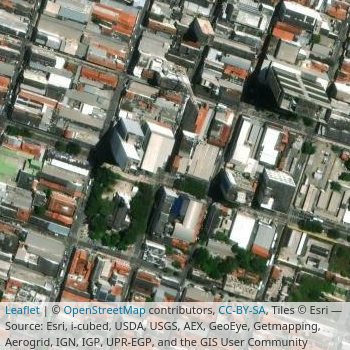 Leaflet | © OpenStreetMap contributors, CC-BY-SA, Tiles © Esri —
Source: Esri, i-cubed, USDA, USGS, AEX, GeoEye, Getmapping,
Aerogrid, IGN, IGP, UPR-EGP, and the GIS User Community